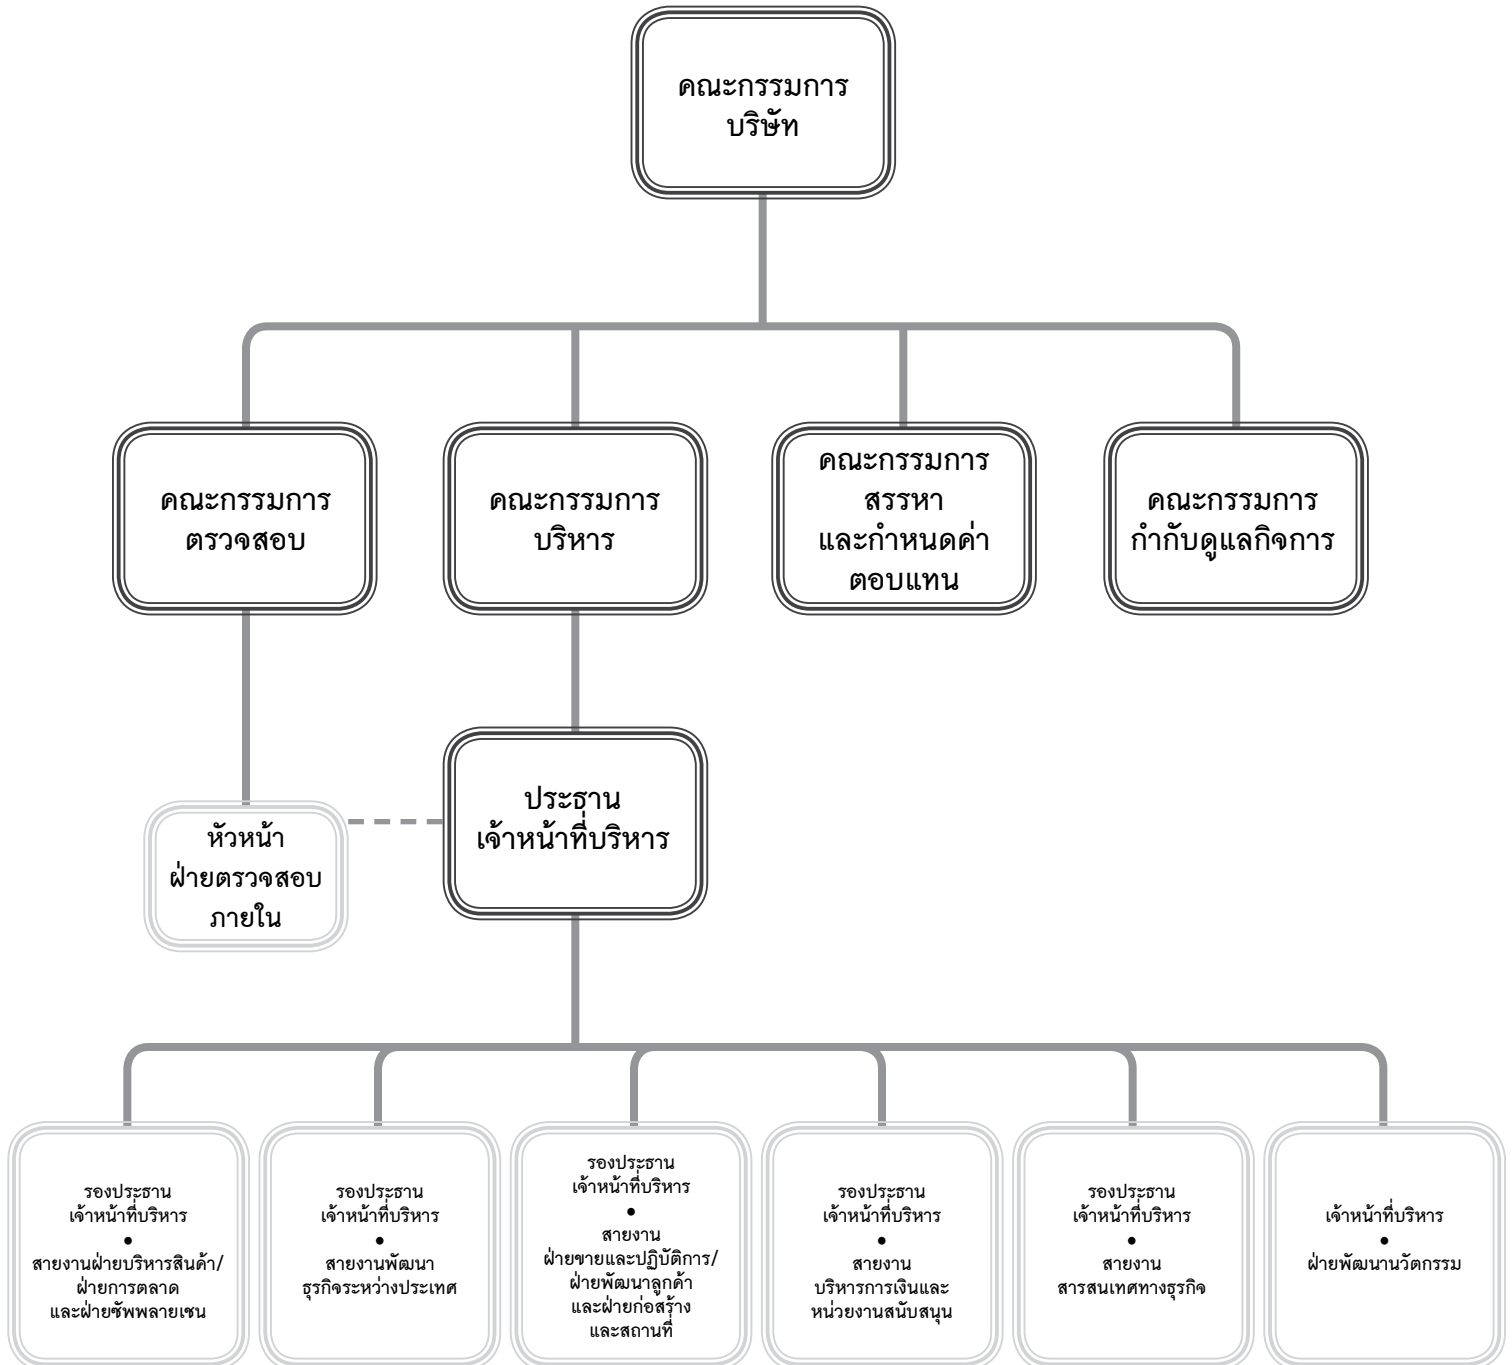 คณะกรรมการ
บริษัท
คณะกรรมการ
ตรวจสอบ
คณะกรรมการ
บริหาร
คณะกรรมการ
สรรหา
และกำหนดค่า
ตอบแทน
คณะกรรมการ
กำกับดูแลกิจการ
หัวหน้า
ฝ่ายตรวจสอบ
ภายใน
ประธาน
เจ้าหน้าที่บริหาร
รองประธาน
เจ้าหน้าที่บริหาร
•
สายงานฝ่ายบริหารสินค้า/
ฝ่ายการตลาด
และฝ่ายซัพพลายเชน
รองประธาน
เจ้าหน้าที่บริหาร
•
สายงานพัฒนา
ธุรกิจระหว่างประเทศ
รองประธาน
เจ้าหน้าที่บริหาร
•
สายงาน
ฝ่ายขายและปฏิบัติการ/
ฝ่ายพัฒนาลูกค้า
และฝ่ายก่อสร้าง
และสถานที่
รองประธาน
เจ้าหน้าที่บริหาร
•
สายงาน
บริหารการเงินและ
หน่วยงานสนับสนุน
รองประธาน
เจ้าหน้าที่บริหาร
•
สายงาน
สารสนเทศทางธุรกิจ
เจ้าหน้าที่บริหาร
•
ฝ่ายพัฒนานวัตกรรม